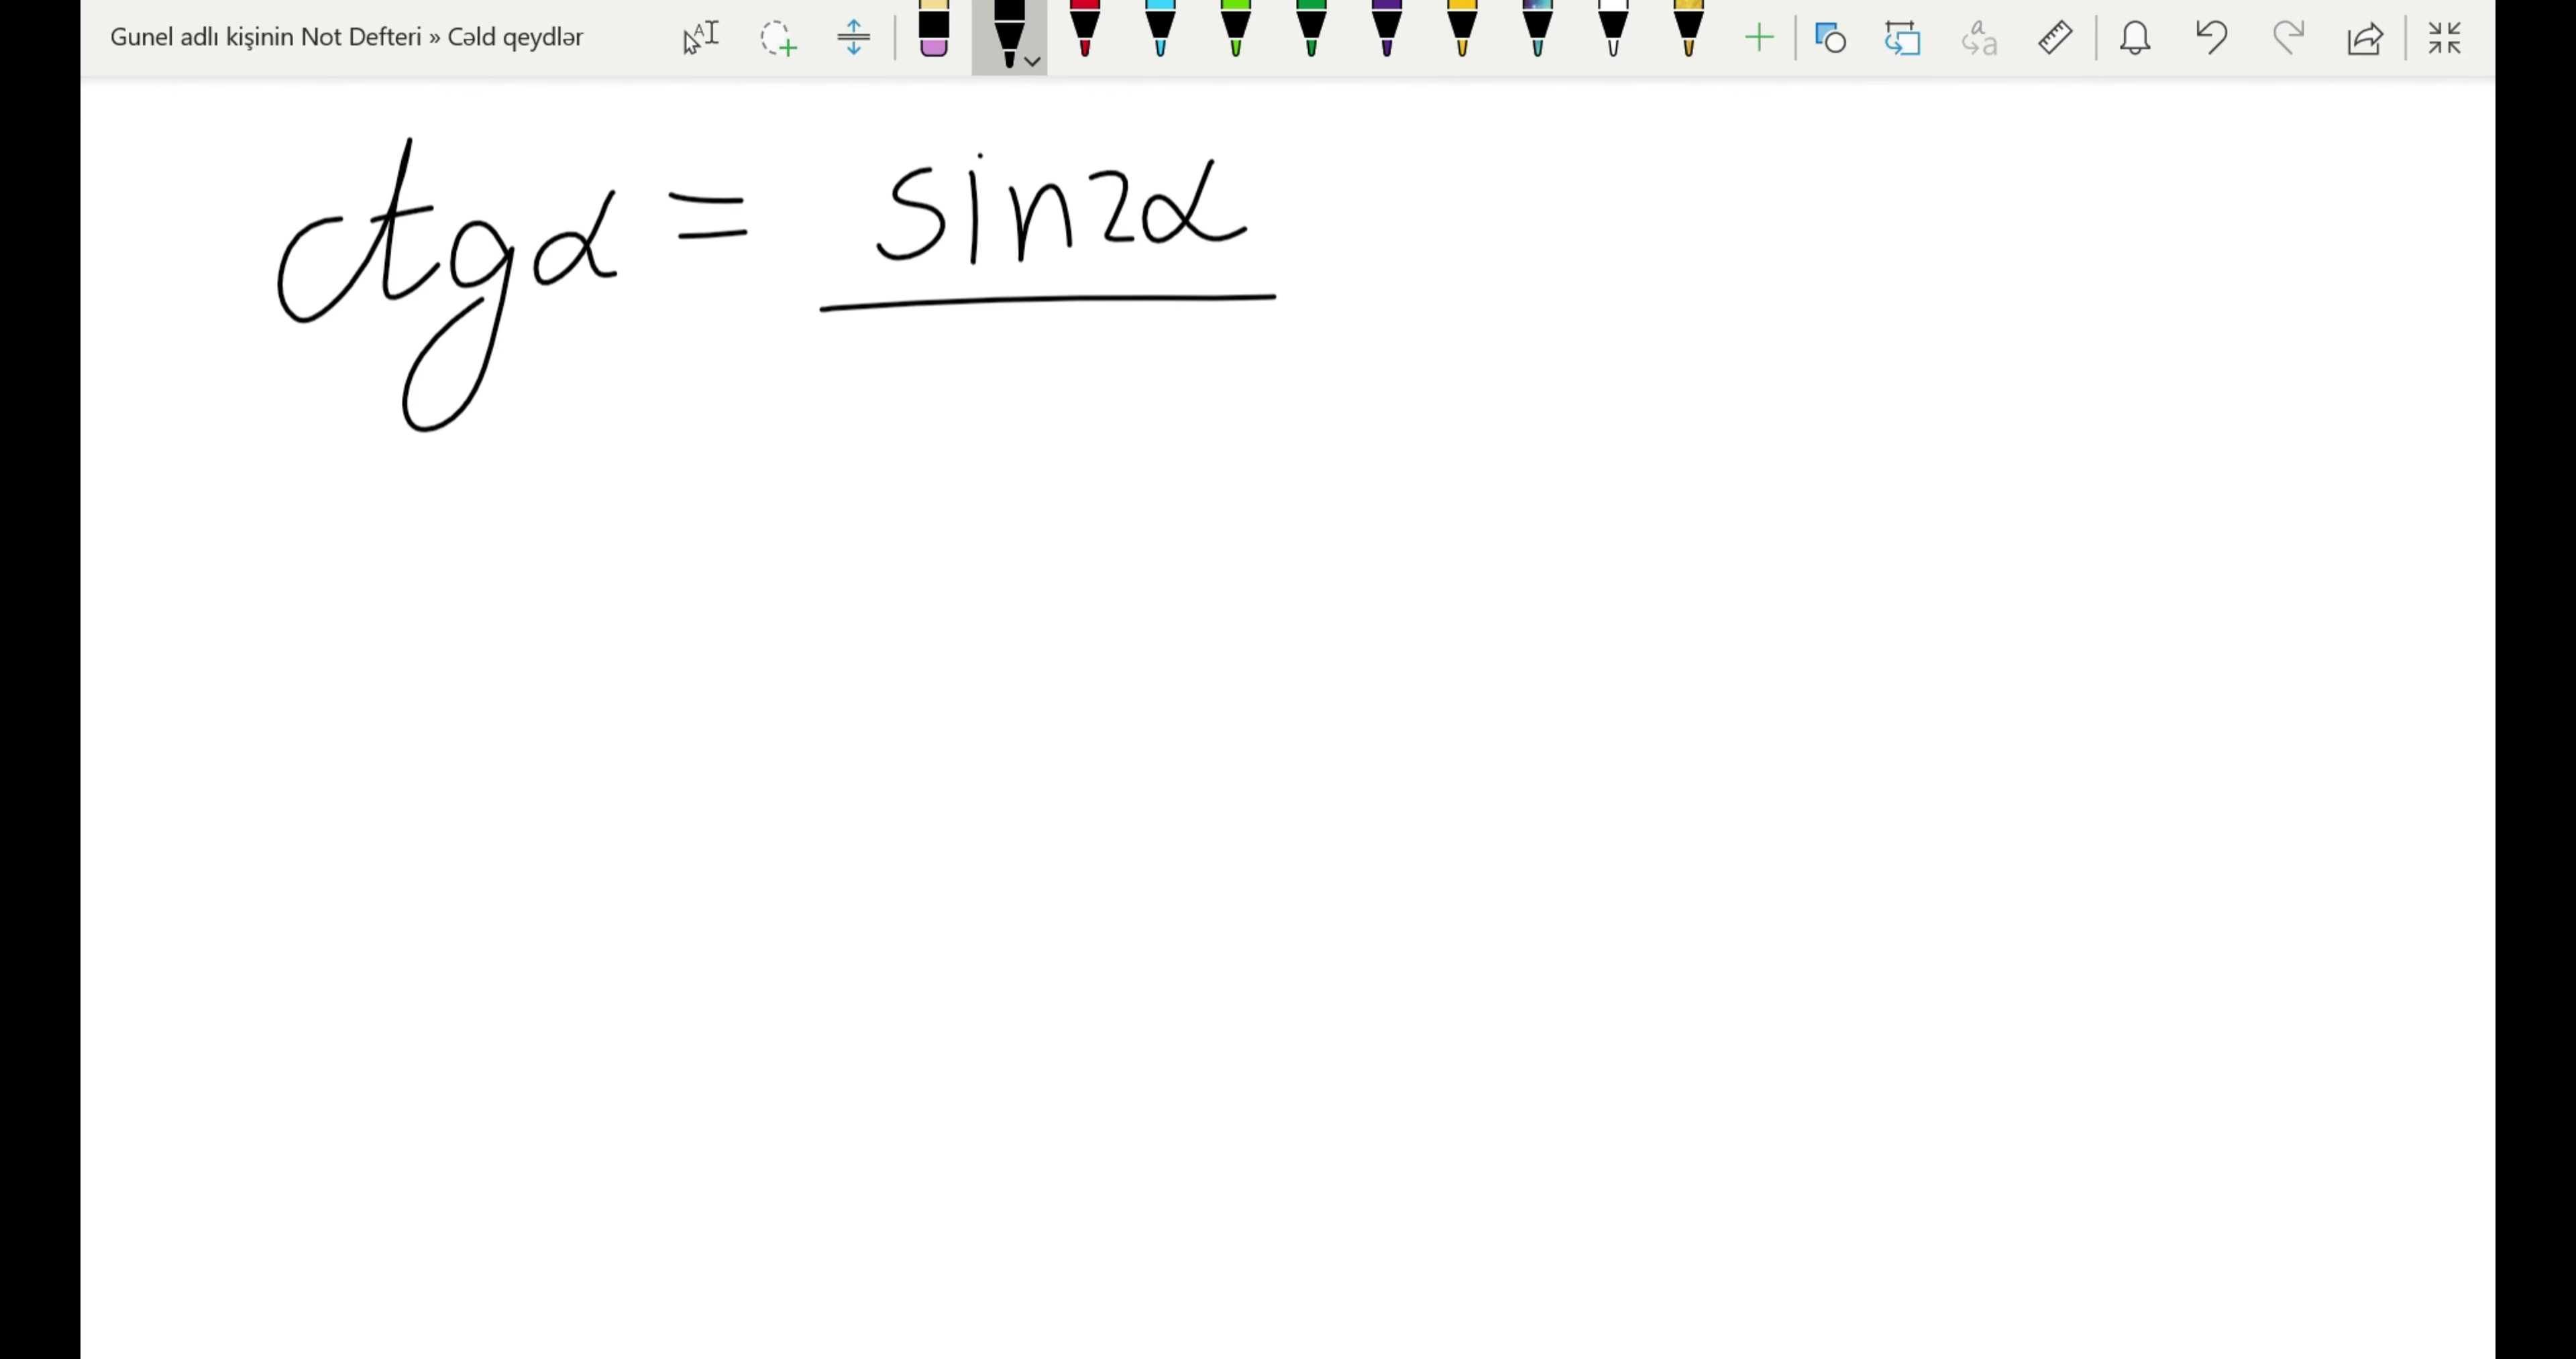 Gunel adlı kişinin Not Defteri » Cəld qeydlər
ctgα = sin2α